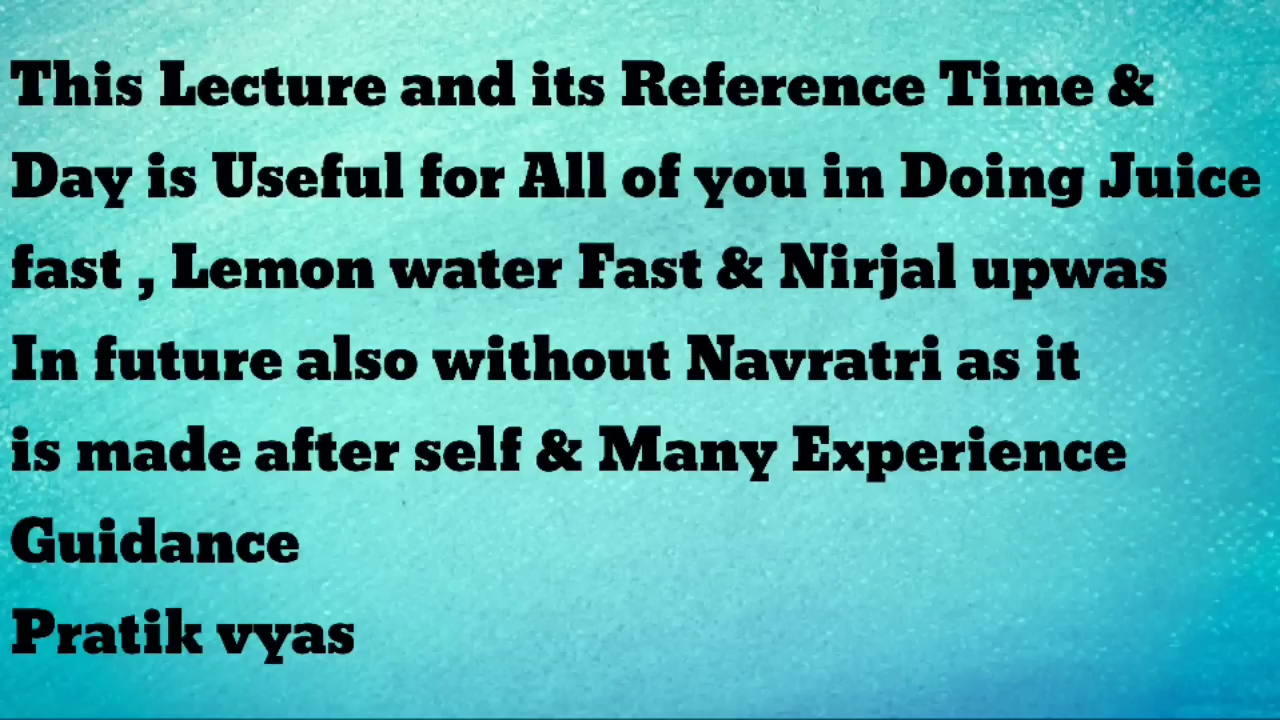 This Lecture and its Reference Time &
Day is Useful for All of you in Doing Juice
fast , Lemon water Fast & Nirjal upwas
In future also without Navratri as it
is made after self & Many Experience
Guidance
Pratik vyas